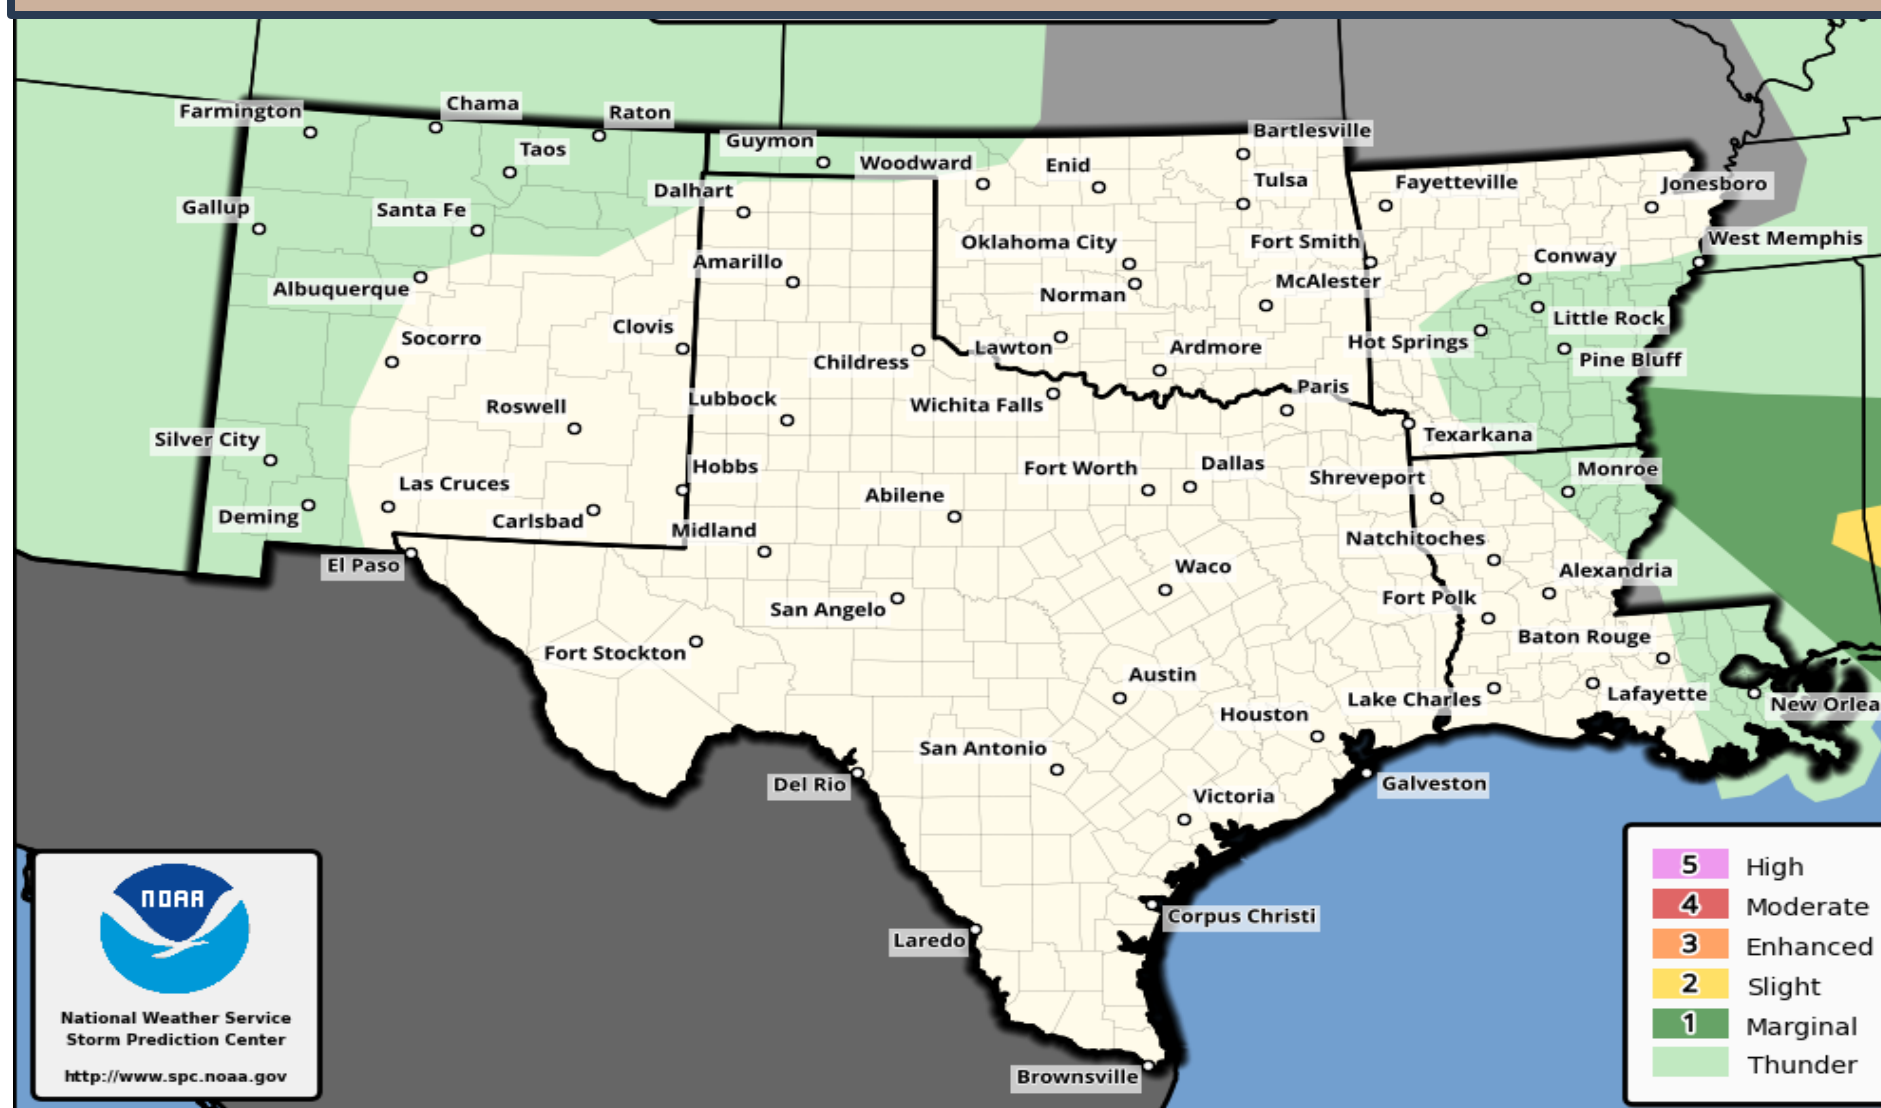 Farmington
Chama
Raton
Guymon
Bartlesville
Taos
Woodward
Enid
Tulsa
Fayetteville
Jonesboro
Dalhart
Gallup
Santa Fe
Oklahoma City
Fort Smith
West Memphis
Conway
Amarillo
McAlester
Albuquerque
Norman
Little Rock
Clovis
Socorro
Hot Springs
Childress
Lawton
Ardmore
Pine Bluff
Paris
Lubbock
Roswell
Wichita Falls
Texarkana
Silver City
Hobbs
Fort Worth
Dallas
Monroe
Shreveport
Las Cruces
Abilene
Deming
Carlsbad
Midland
Natchitoches
El Paso
Waco
Alexandria
San Angelo
Fort Polk
Baton Rouge
Fort Stockton
Austin
Lake Charles
Lafayette
New Orlea
Houston
San Antonio
Del Rio
Galveston
Victoria
Corpus Christi
Laredo
Brownsville
NOAA
National Weather Service
Storm Prediction Center
http://www.spc.noaa.gov
5 High
4 Moderate
3 Enhanced
2 Slight
1 Marginal
Thunder